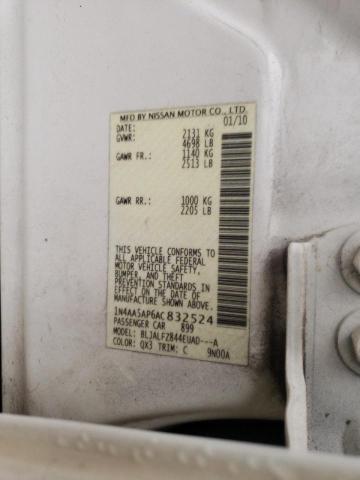 MFD BY NISSAN MOTOR CO., LTD.
DATE: 01/10
GVWR: 2131 KG
4698 LB
GAWR FR.: 1140 KG
2513 LB
GAWR RR.: 1000 KG
2205 LB
THIS VEHICLE CONFORMS TO
ALL APPLICABLE FEDERAL
MOTOR VEHICLE SAFETY,
BUMPER, AND THEFT
PREVENTION STANDARDS IN
EFFECT ON THE DATE OF
MANUFACTURE SHOWN ABOVE.
1N4AA5AP6AC832524
PASSENGER CAR 899
MODEL: BLJALFZ844EUAD---A
COLOR: QX3 TRIM: C 9N00A